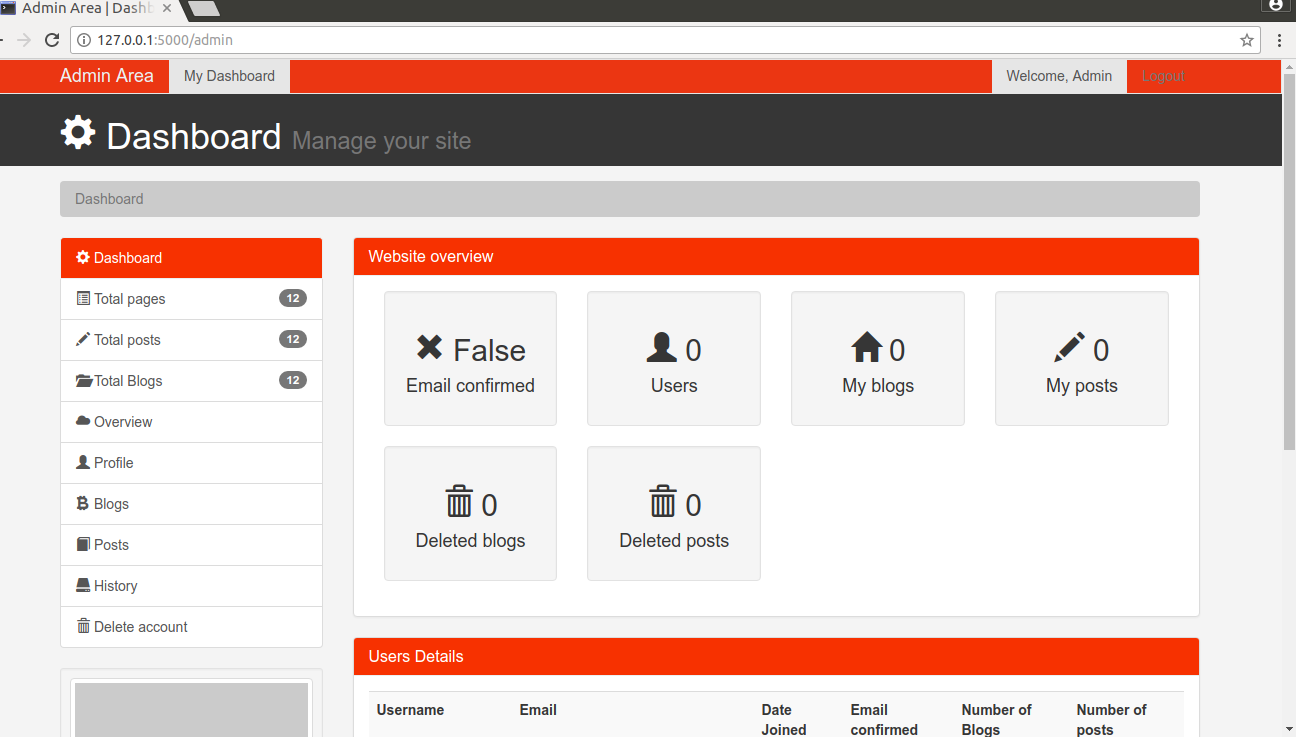 Admin Area | Dashb
127.0.0.1:5000/admin
Admin Area My Dashboard Welcome, Admin Logout
Dashboard Manage your site
Dashboard
Dashboard
Total pages 12
Total posts 12
Total Blogs 12
Overview
Profile
Blogs
Posts
History
Delete account
Website overview
False
Email confirmed
0
Users
0
My blogs
0
My posts
0
Deleted blogs
0
Deleted posts
Users Details
Username Email Date Email Number of Number of
Joined confirmed Blogs posts